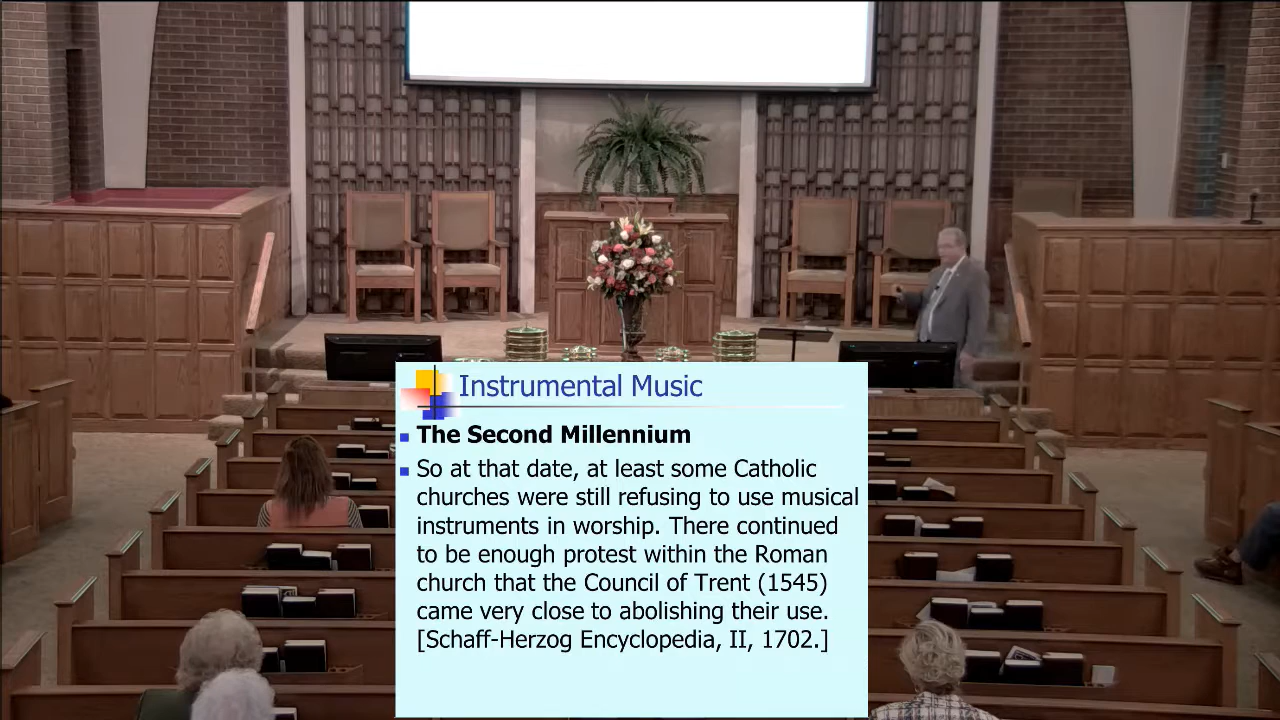 Instrumental Music
The Second Millennium
So at that date, at least some Catholic
churches were still refusing to use musical
instruments in worship. There continued
to be enough protest within the Roman
church that the Council of Trent (1545)
came very close to abolishing their use.
[Schaff-Herzog Encyclopedia, II, 1702.]